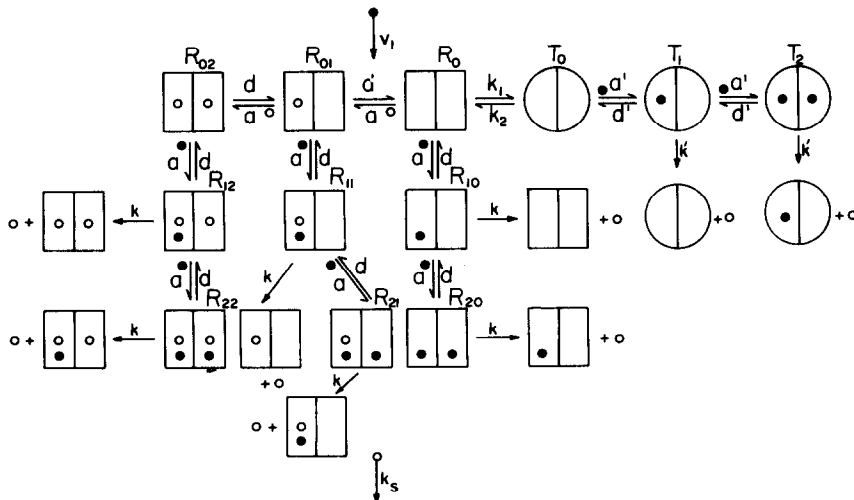 v₁
R₀₂ R₀₁ R₀ T₀ T₁ T₂
d a' k₁ a' a'
a a k₂ d' d'
a d a d a d k' k'
R₁₂ R₁₁ R₁₀
+ k k + + +
a d k a d a d
R₂₂ R₂₁ R₂₀
+ k k +
+ k
+
kₛ